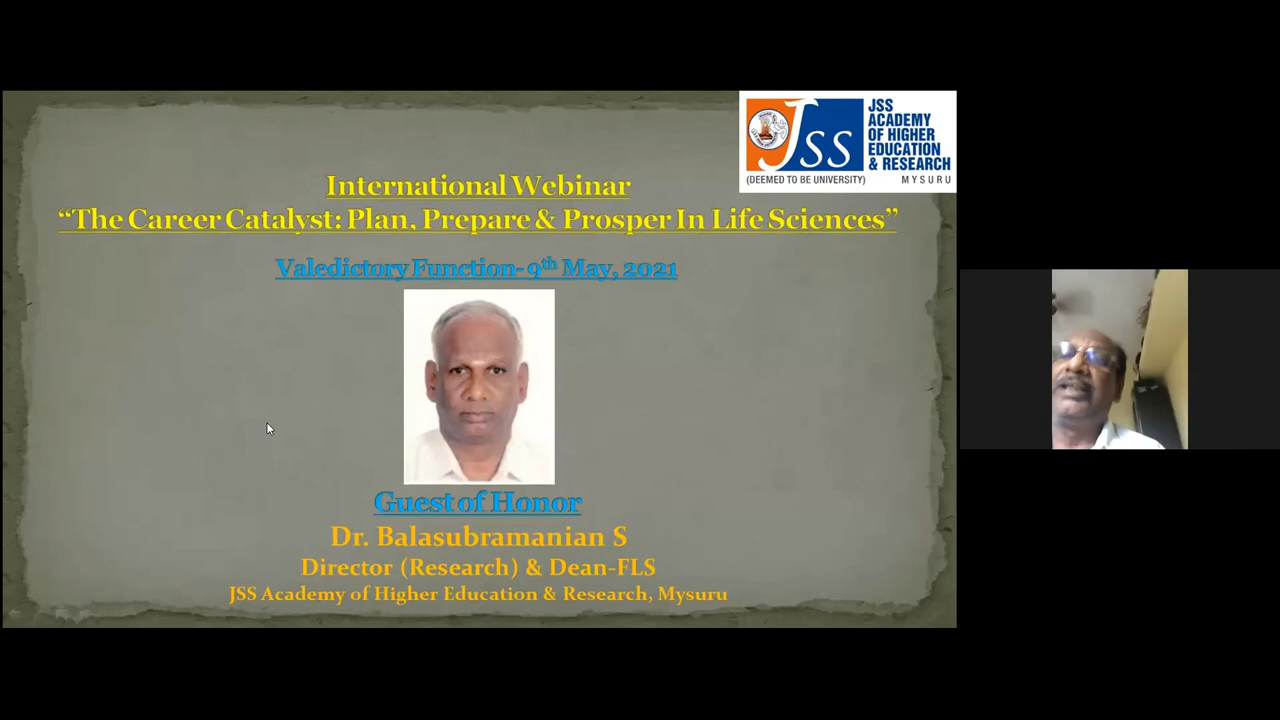 JSS
JSS
ACADEMY
OF HIGHER
EDUCATION
& RESEARCH
(DEEMED TO BE UNIVERSITY) MYSURU
International Webinar
“The Career Catalyst: Plan, Prepare & Prosper In Life Sciences”
Valedictory Function- 9th May, 2021
Guest of Honor
Dr. Balasubramanian S
Director (Research) & Dean-FLS
JSS Academy of Higher Education & Research, Mysuru